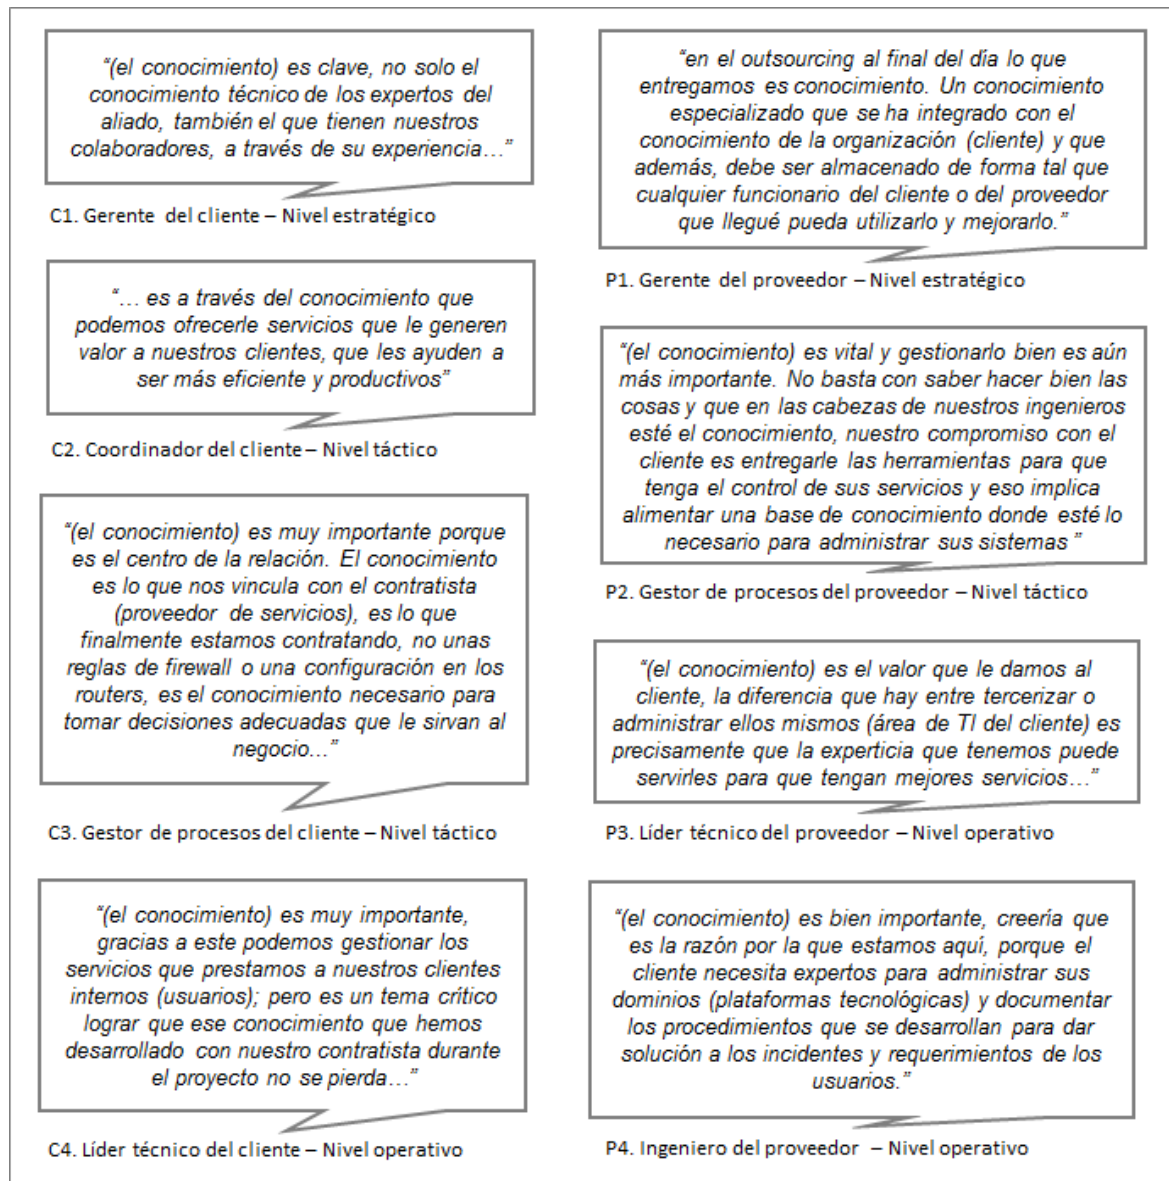 “(el conocimiento) es clave, no solo el
conocimiento técnico de los expertos del
aliado, también el que tienen nuestros
colaboradores, a través de su experiencia…”
C1. Gerente del cliente – Nivel estratégico
“… es a través del conocimiento que
podemos ofrecerle servicios que le generen
valor a nuestros clientes, que les ayuden a
ser más eficiente y productivos”
C2. Coordinador del cliente – Nivel táctico
“(el conocimiento) es muy importante porque
es el centro de la relación. El conocimiento
es lo que nos vincula con el contratista
(proveedor de servicios), es lo que
finalmente estamos contratando, no unas
reglas de firewall o una configuración en los
routers, es el conocimiento necesario para
tomar decisiones adecuadas que le sirvan al
negocio…”
C3. Gestor de procesos del cliente – Nivel táctico
“(el conocimiento) es muy importante,
gracias a este podemos gestionar los
servicios que prestamos a nuestros clientes
internos (usuarios); pero es un tema crítico
lograr que ese conocimiento que hemos
desarrollado con nuestro contratista durante
el proyecto no se pierda…”
C4. Líder técnico del cliente – Nivel operativo
“en el outsourcing al final del día lo que
entregamos es conocimiento. Un conocimiento
especializado que se ha integrado con el
conocimiento de la organización (cliente) y que
además, debe ser almacenado de forma tal que
cualquier funcionario del cliente o del proveedor
que llegué pueda utilizarlo y mejorarlo.”
P1. Gerente del proveedor – Nivel estratégico
“(el conocimiento) es vital y gestionarlo bien es aún
más importante. No basta con saber hacer bien las
cosas y que en las cabezas de nuestros ingenieros
esté el conocimiento, nuestro compromiso con el
cliente es entregarle las herramientas para que
tenga el control de sus servicios y eso implica
alimentar una base de conocimiento donde esté lo
necesario para administrar sus sistemas ”
P2. Gestor de procesos del proveedor – Nivel táctico
“(el conocimiento) es el valor que le damos al
cliente, la diferencia que hay entre tercerizar o
administrar ellos mismos (área de TI del cliente) es
precisamente que la experticia que tenemos puede
servirles para que tengan mejores servicios…”
P3. Líder técnico del proveedor – Nivel operativo
“(el conocimiento) es bien importante, creería que
es la razón por la que estamos aquí, porque el
cliente necesita expertos para administrar sus
dominios (plataformas tecnológicas) y documentar
los procedimientos que se desarrollan para dar
solución a los incidentes y requerimientos de los
usuarios.”
P4. Ingeniero del proveedor – Nivel operativo